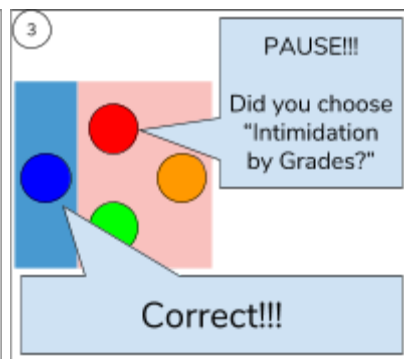 3
PAUSE!!!
Did you choose
“Intimidation
by Grades?”
Correct!!!